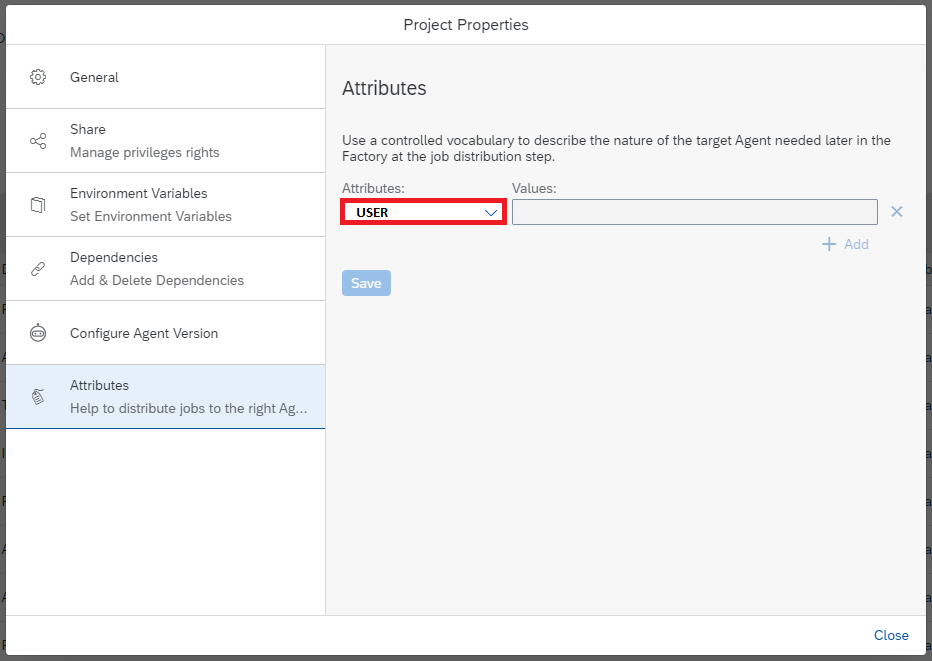 Project Properties
General
Share
Manage privileges rights
Environment Variables
Set Environment Variables
Dependencies
Add & Delete Dependencies
Configure Agent Version
Attributes
Help to distribute jobs to the right Ag...
Attributes
Use a controlled vocabulary to describe the nature of the target Agent needed later in the
Factory at the job distribution step.
Attributes: Values:
USER
Add
Save
Close